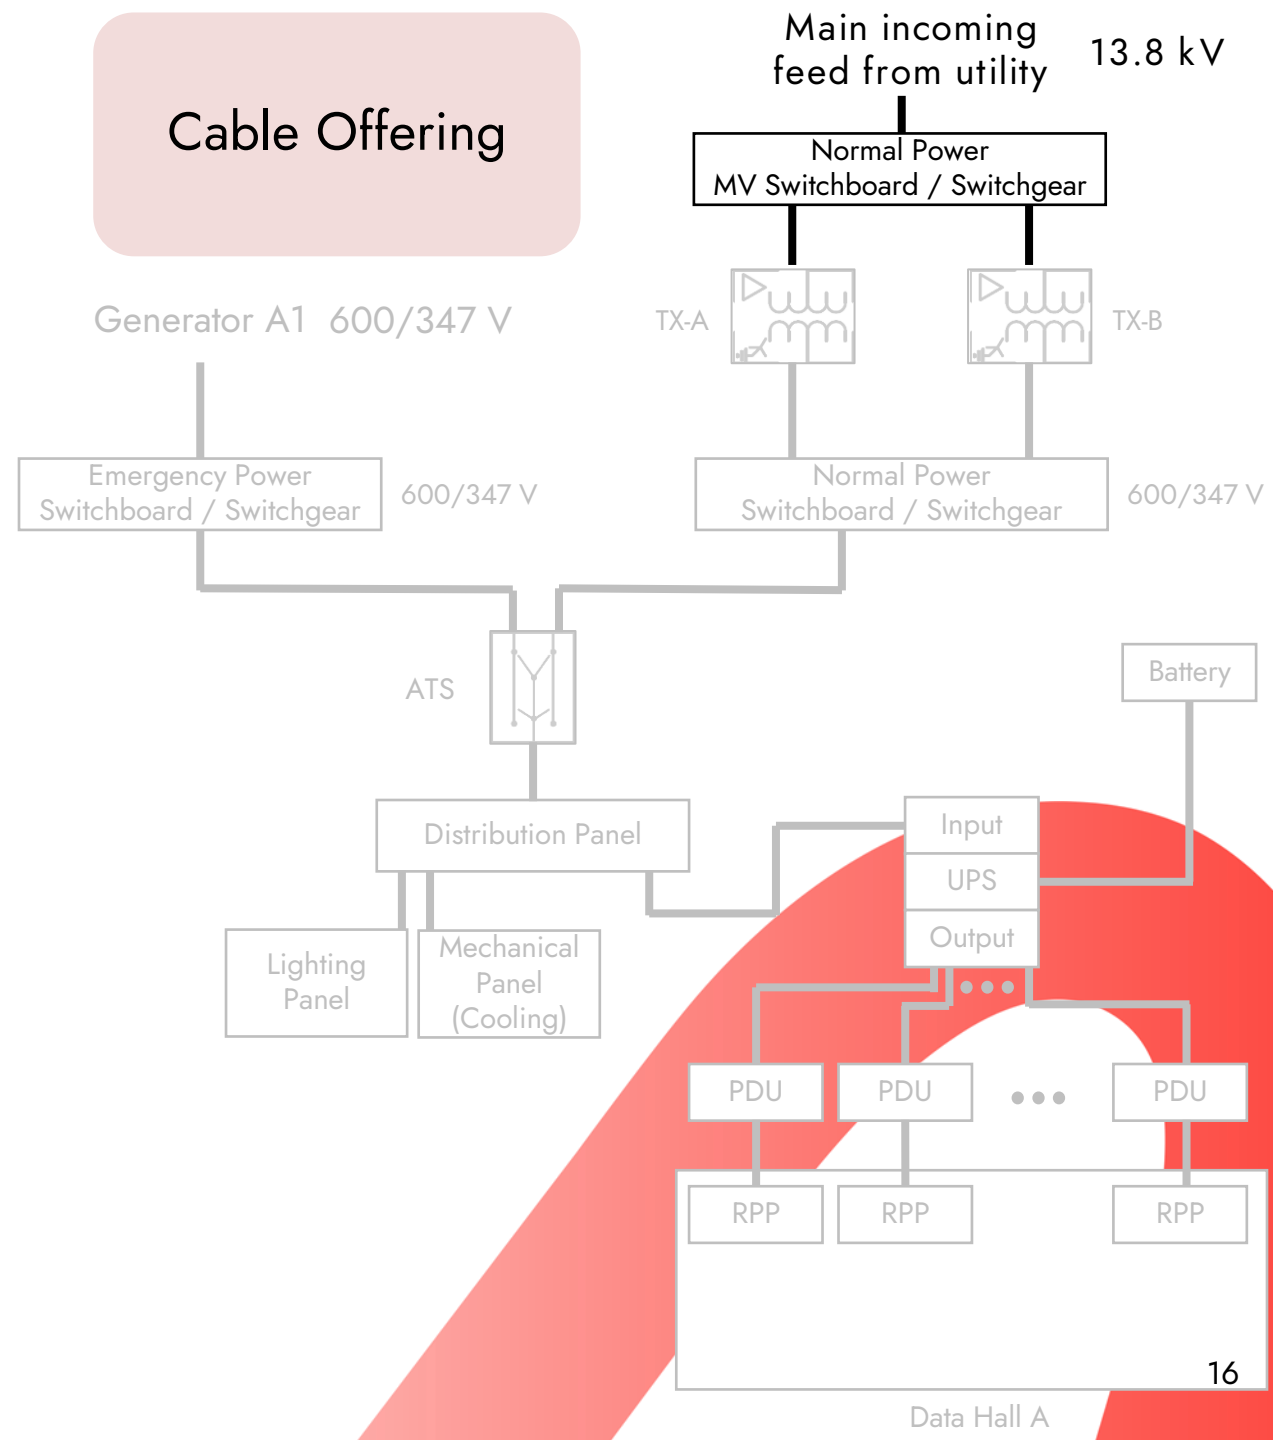 Main incoming
feed from utility
13.8 kV
Cable Offering
Normal Power
MV Switchboard / Switchgear
Generator A1 600/347 V
TX-A
TX-B
Emergency Power
Switchboard / Switchgear
600/347 V
Normal Power
Switchboard / Switchgear
600/347 V
ATS
Battery
Distribution Panel
Input
UPS
Output
Lighting
Panel
Mechanical
Panel
(Cooling)
PDU
PDU
PDU
RPP
RPP
RPP
16
Data Hall A